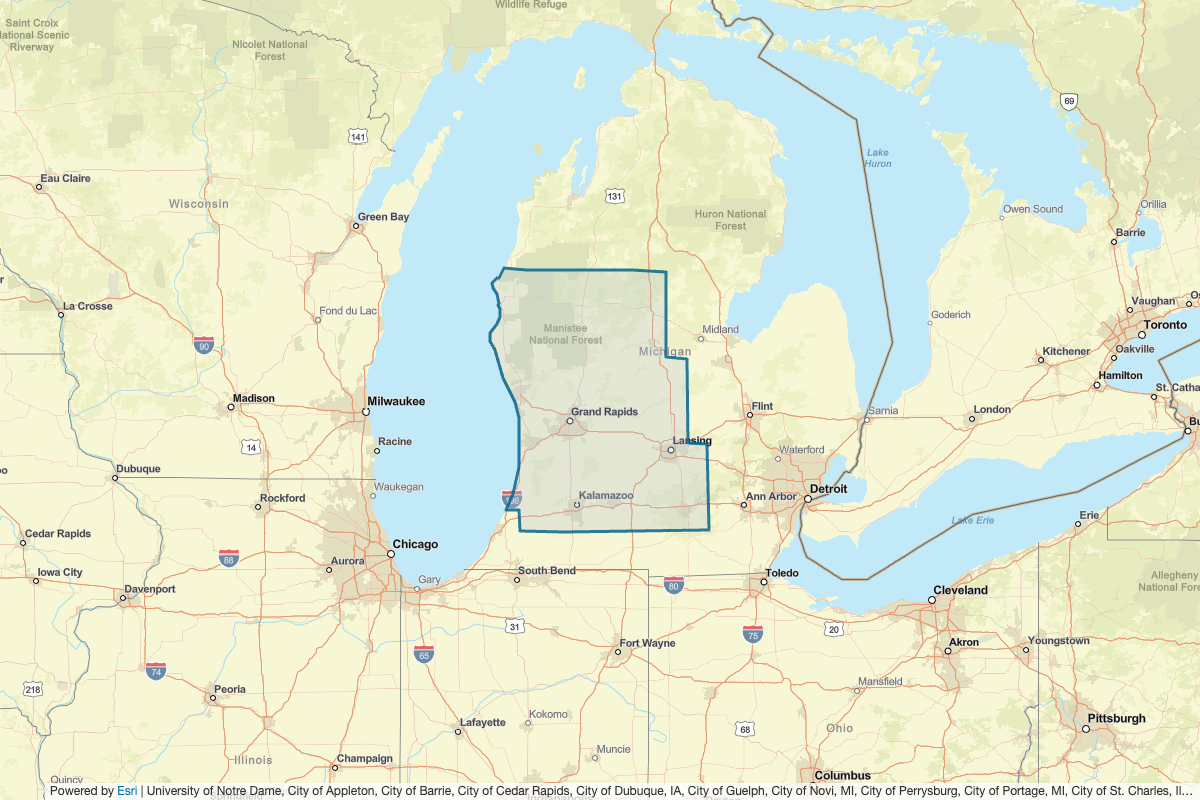 Wildlife Refuge
Saint Croix
National Scenic
Riverway
Nicolet National
Forest
69
141
Lake
Huron
Eau Claire
131
Wisconsin
Owen Sound
Orillia
Green Bay
Huron National
Forest
Barrie
La Crosse
Fond du Lac
Vaughan
Goderich
Toronto
Manistee
National Forest
Midland
90
Michigan
Kitchener
Oakville
Hamilton
St. Catha
Madison
Milwaukee
Grand Rapids
Flint
Sarnia
London
Bu
14
Racine
Lansing
Waterford
Dubuque
Waukegan
Rockford
196
Kalamazoo
Ann Arbor
Detroit
Lake Erie
Erie
Cedar Rapids
Chicago
88
Aurora
Iowa City
Gary
South Bend
80
Toledo
Allegheny
National Fore
Davenport
Cleveland
31
75
20
Fort Wayne
Akron
Youngstown
65
74
218
Peoria
Mansfield
Kokomo
Lafayette
68
Ohio
Pittsburgh
Muncie
Illinois
Champaign
Columbus
Quincy
Powered by Esri | University of Notre Dame, City of Appleton, City of Barrie, City of Cedar Rapids, City of Dubuque, IA, City of Guelph, City of Novi, MI, City of Perrysburg, City of Portage, MI, City of St. Charles, Il...